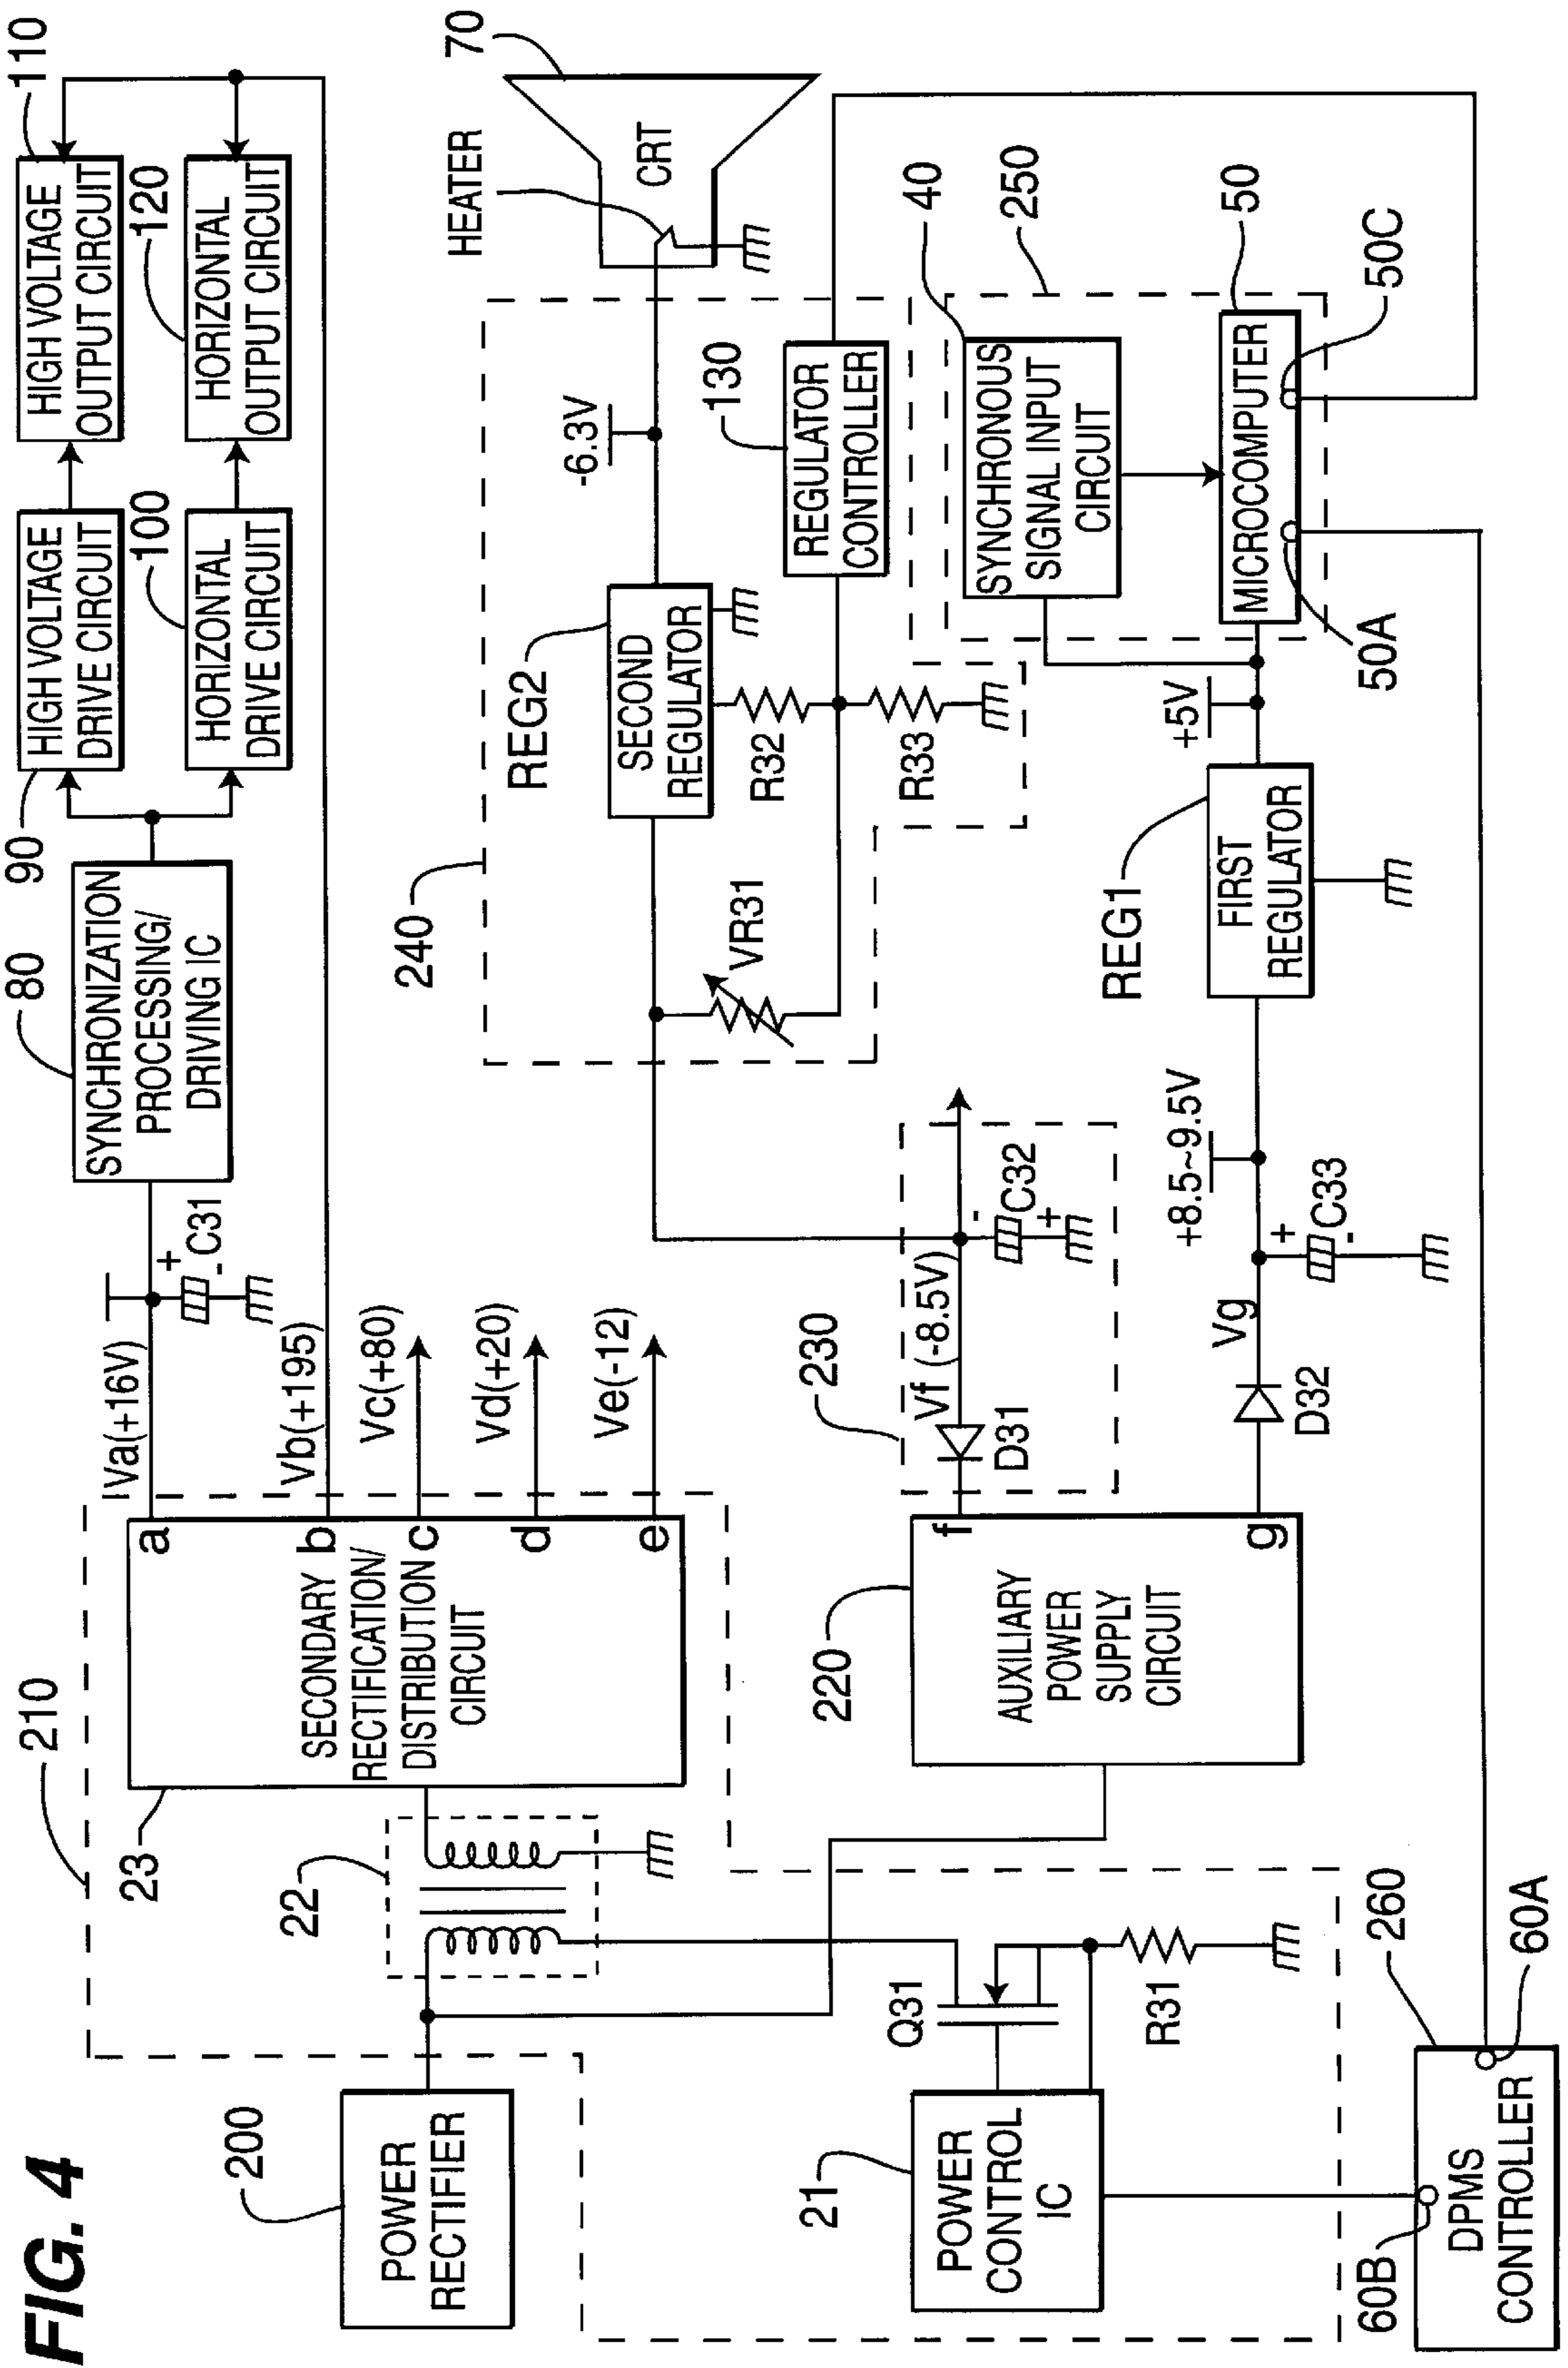 FIG. 4
200
POWER
RECTIFIER
210
22
23
SECONDARY
RECTIFICATION/
DISTRIBUTION
CIRCUIT
a
b
c
d
e
Va(+16V)
Vb(+195)
Vc(+80)
Vd(+20)
Ve(-12)
+
-
C31
80
SYNCHRONIZATION
PROCESSING/
DRIVING IC
90
HIGH VOLTAGE
DRIVE CIRCUIT
100
HORIZONTAL
DRIVE CIRCUIT
110
HIGH VOLTAGE
OUTPUT CIRCUIT
120
HORIZONTAL
OUTPUT CIRCUIT
HEATER
70
CRT
240
REG2
SECOND
REGULATOR
-6.3V
VR31
R32
R33
130
REGULATOR
CONTROLLER
40
250
SYNCHRONOUS
SIGNAL INPUT
CIRCUIT
50
MICROCOMPUTER
50C
50A
+5V
REG1
FIRST
REGULATOR
+8.5~9.5V
+
-
C33
Vg
D32
230
Vf (-8.5V)
D31
-
+
C32
220
AUXILIARY
POWER
SUPPLY
CIRCUIT
f
g
21
POWER
CONTROL
IC
Q31
R31
260
60A
60B
DPMS
CONTROLLER